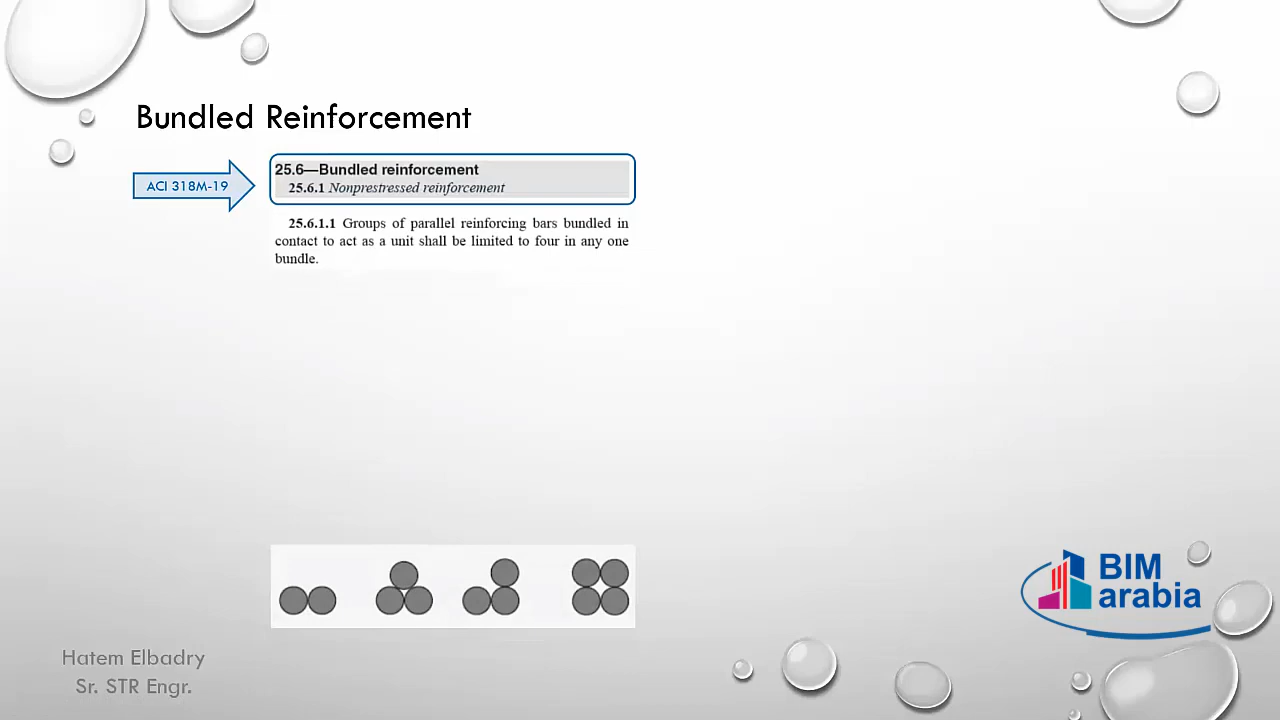 Bundled Reinforcement
ACI 318M-19
25.6—Bundled reinforcement
25.6.1 Nonprestressed reinforcement
25.6.1.1 Groups of parallel reinforcing bars bundled in
contact to act as a unit shall be limited to four in any one
bundle.
BIM
arabia
Hatem Elbadry
Sr. STR Engr.